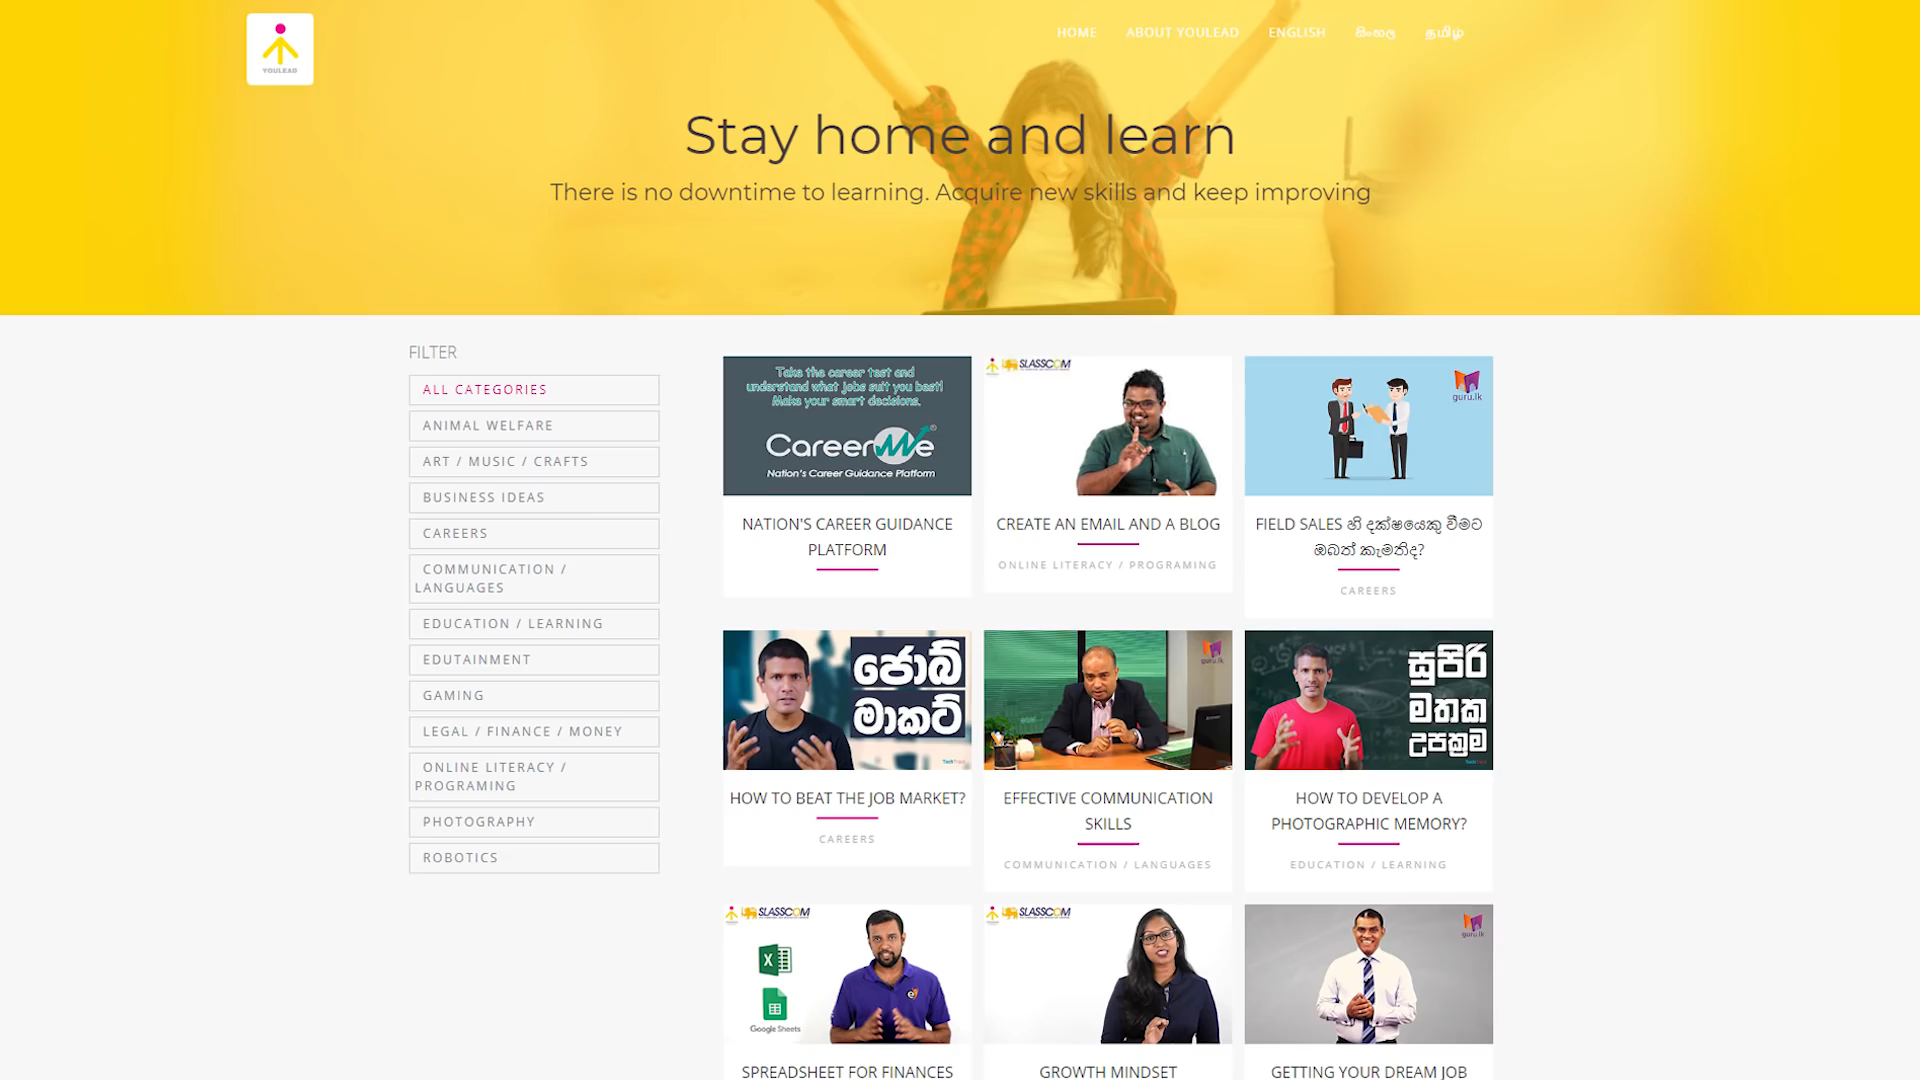 YOULEAD
HOME ABOUT YOULEAD ENGLISH සිංහල தமிழ்
Stay home and learn
There is no downtime to learning. Acquire new skills and keep improving
FILTER
ALL CATEGORIES
ANIMAL WELFARE
ART / MUSIC / CRAFTS
BUSINESS IDEAS
CAREERS
COMMUNICATION /
LANGUAGES
EDUCATION / LEARNING
EDUTAINMENT
GAMING
LEGAL / FINANCE / MONEY
ONLINE LITERACY /
PROGRAMING
PHOTOGRAPHY
ROBOTICS
Take the career test and
understand what jobs suit you best!
Make your smart decisions.
CareerMe®
Nation's Career Guidance Platform
NATION'S CAREER GUIDANCE
PLATFORM
SLASSCOM
CREATE AN EMAIL AND A BLOG
ONLINE LITERACY / PROGRAMING
guru.lk
FIELD SALES හි දක්ෂයෙකු වීමට
ඔබත් කැමතිද?
CAREERS
ජොබ්
මාකට්
HOW TO BEAT THE JOB MARKET?
CAREERS
guru.lk
EFFECTIVE COMMUNICATION
SKILLS
COMMUNICATION / LANGUAGES
සුපිරි
මතක
උපක්‍රම
HOW TO DEVELOP A
PHOTOGRAPHIC MEMORY?
EDUCATION / LEARNING
SLASSCOM
Google Sheets
SPREADSHEET FOR FINANCES
SLASSCOM
GROWTH MINDSET
guru.lk
GETTING YOUR DREAM JOB